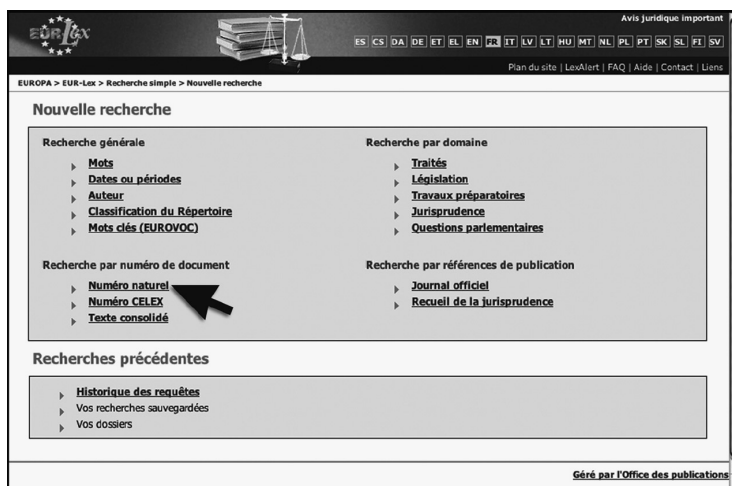 Avis juridique important
EUR-Lex
ES CS DA DE ET EL EN FR IT LV LT HU MT NL PL PT SK SL FI SV
Plan du site | LexAlert | FAQ | Aide | Contact | Liens
EUROPA > EUR-Lex > Recherche simple > Nouvelle recherche
Nouvelle recherche
Recherche générale
Mots
Dates ou périodes
Auteur
Classification du Répertoire
Mots clés (EUROVOC)
Recherche par domaine
Traités
Législation
Travaux préparatoires
Jurisprudence
Questions parlementaires
Recherche par numéro de document
Numéro naturel
Numéro CELEX
Texte consolidé
Recherche par références de publication
Journal officiel
Recueil de la jurisprudence
Recherches précédentes
Historique des requêtes
Vos recherches sauvegardées
Vos dossiers
Géré par l'Office des publications